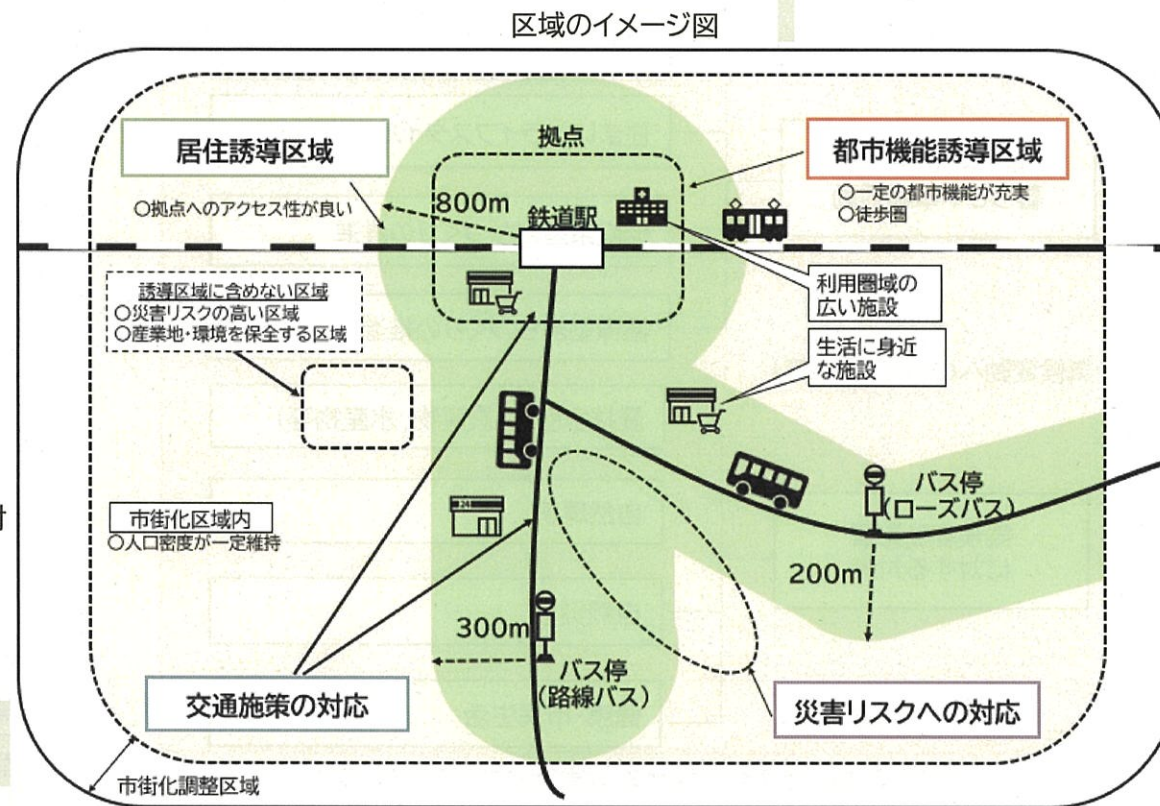 区域のイメージ図
居住誘導区域
○拠点へのアクセス性が良い
拠点
800m
鉄道駅
都市機能誘導区域
○一定の都市機能が充実
○徒歩圏
利用圏域の
広い施設
生活に身近
な施設
誘導区域に含めない区域
○災害リスクの高い区域
○産業地・環境を保全する区域
24
バス停
(ローズバス)
200m
市街化区域内
○人口密度が一定維持
300m
バス停
(路線バス)
交通施策の対応
災害リスクへの対応
市街化調整区域